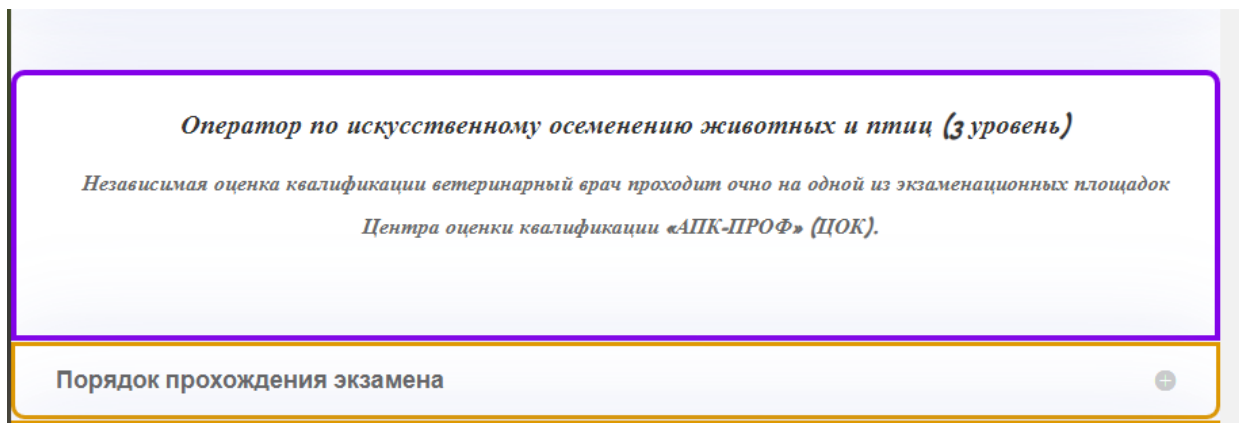 Оператор по искусственному осеменению животных и птиц (3 уровень)
Независимая оценка квалификации ветеринарный врач проходит очно на одной из экзаменационных площадок
Центра оценки квалификации «АПК-ПРОФ» (ЦОК).
Порядок прохождения экзамена